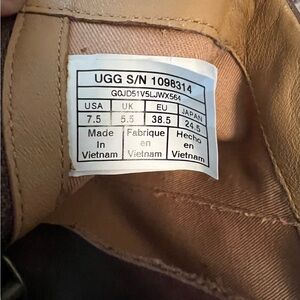 UGG S/N 1098314
G0JD51V5LJWX564
USA UK EU JAPAN
7.5 5.5 38.5 24.5
Made Fabrique Hecho
In en en
Vietnam Vietnam Vietnam